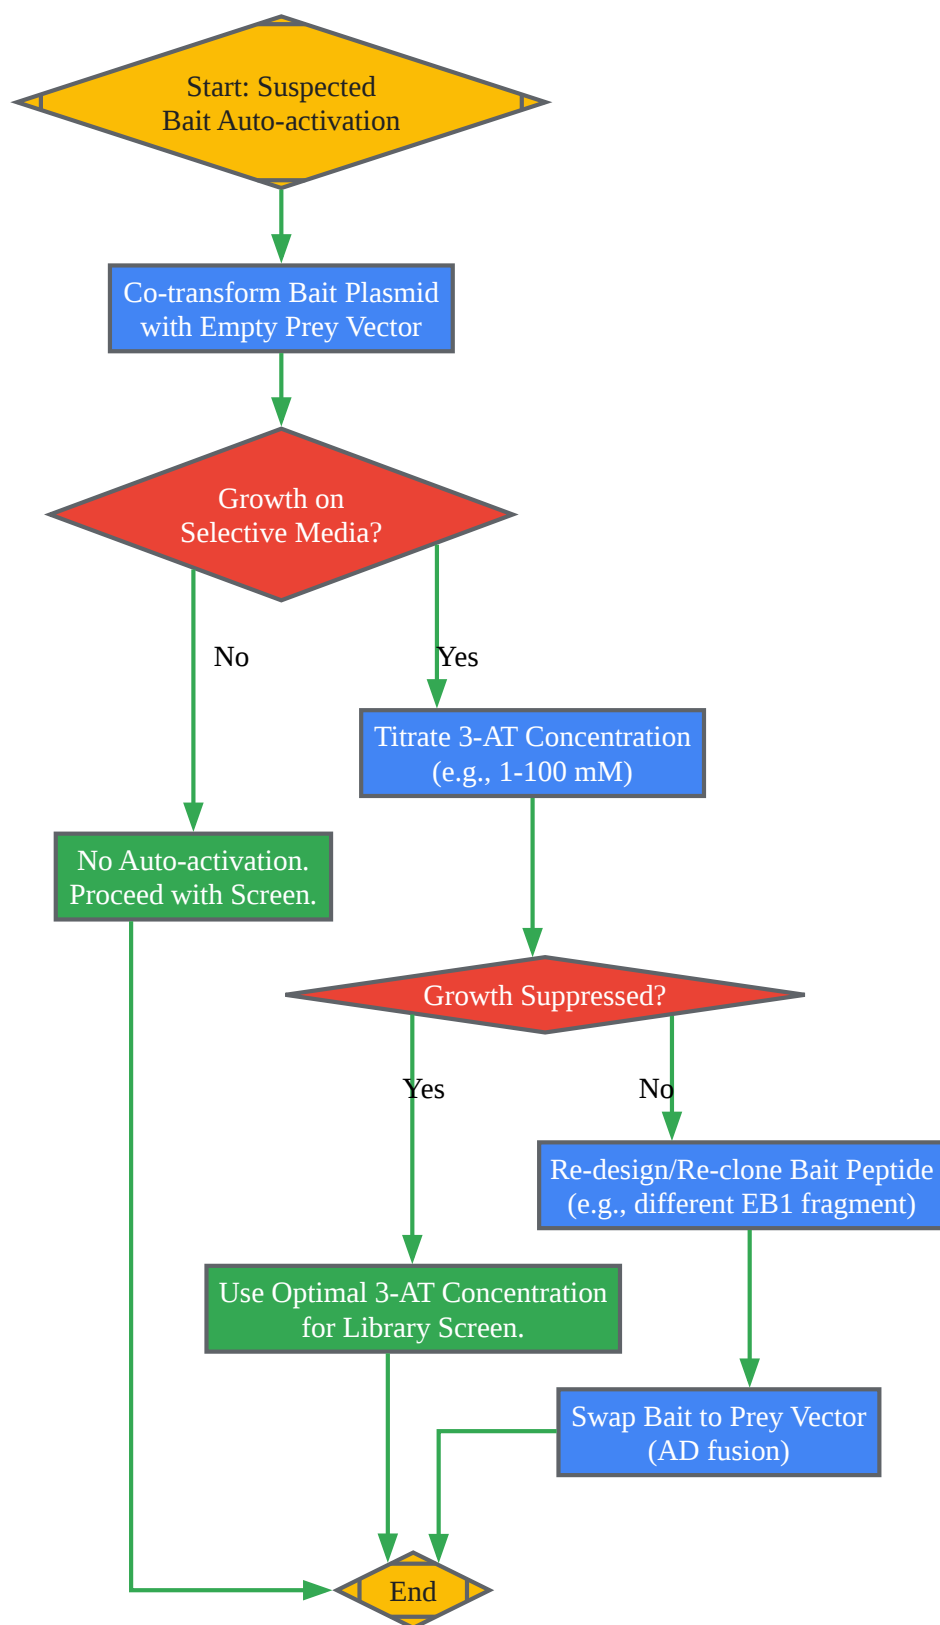 Start: Suspected
Bait Auto-activation
Co-transform Bait Plasmid
with Empty Prey Vector
Growth on
Selective Media?
No
Yes
Titrate 3-AT Concentration
(e.g., 1-100 mM)
No Auto-activation.
Proceed with Screen.
Growth Suppressed?
Yes
No
Re-design/Re-clone Bait Peptide
(e.g., different EB1 fragment)
Use Optimal 3-AT Concentration
for Library Screen.
Swap Bait to Prey Vector
(AD fusion)
End